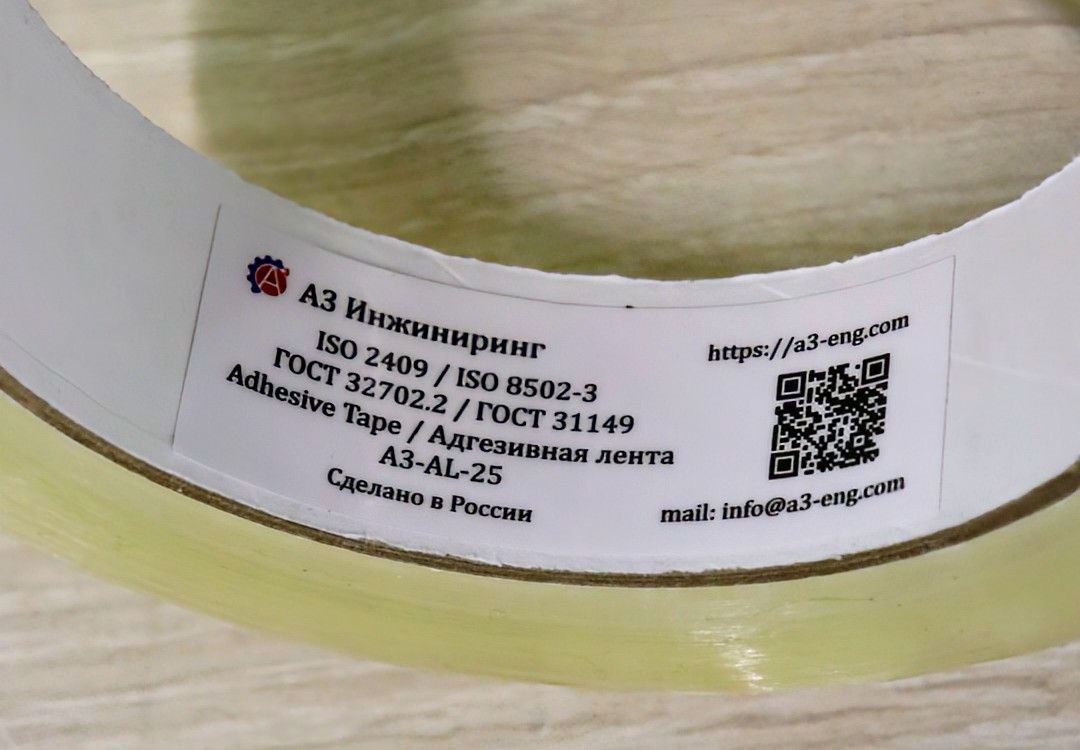 А3 Инжиниринг
ISO 2409 / ISO 8502-3
ГОСТ 32702.2 / ГОСТ 31149
Adhesive Tape / Адгезивная лента
A3-AL-25
Сделано в России
https://a3-eng.com
mail: info@a3-eng.com